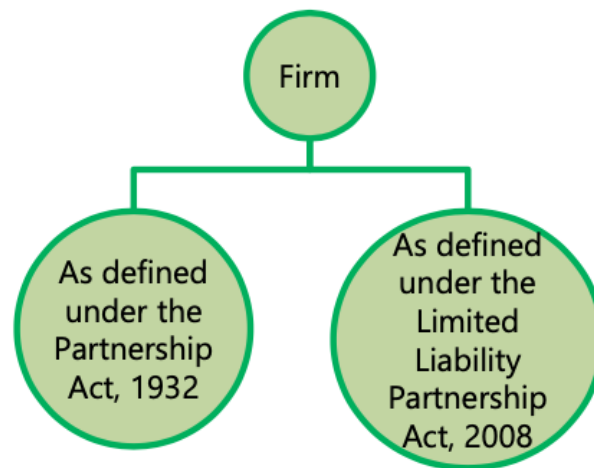 Firm
As defined
under the
Partnership
Act, 1932
As defined
under the
Limited
Liability
Partnership
Act, 2008